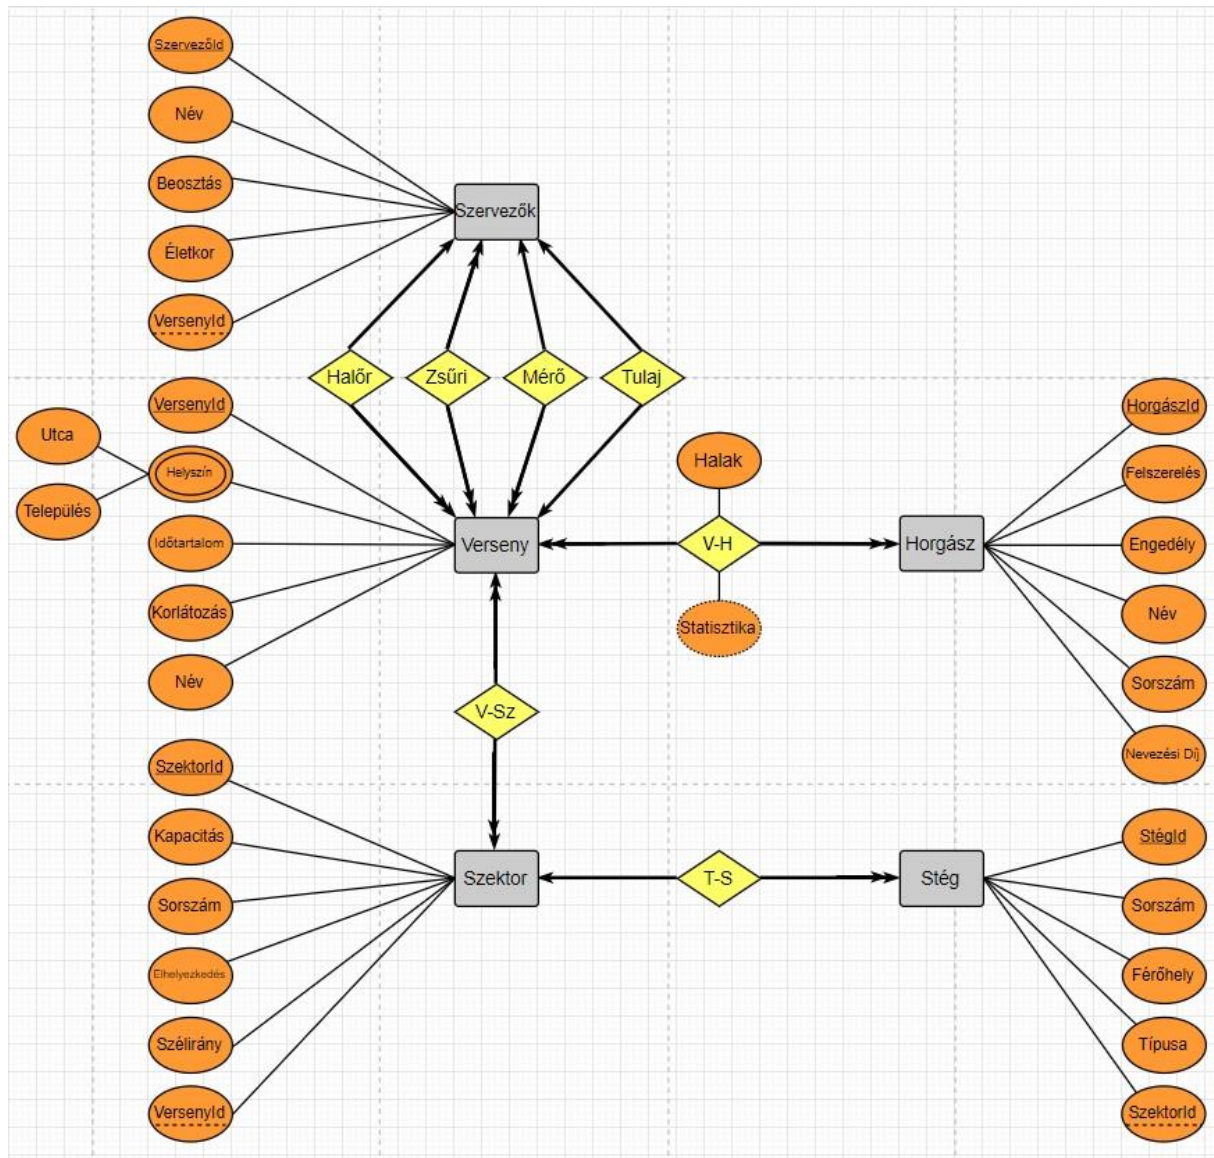 SzervezőId
Név
Beosztás
Életkor
VersenyId
Szervezők
Halőr
Zsűri
Mérő
Tulaj
VersenyId
Utca
Helyszín
Település
Időtartalom
Korlátozás
Név
Verseny
Halak
V-H
Statisztika
Horgász
HorgászId
Felszerelés
Engedély
Név
Sorszám
Nevezési Díj
V-Sz
SzektorId
Kapacitás
Sorszám
Elhelyezkedés
Szélirány
VersenyId
Szektor
T-S
Stég
StégId
Sorszám
Férőhely
Típusa
SzektorId